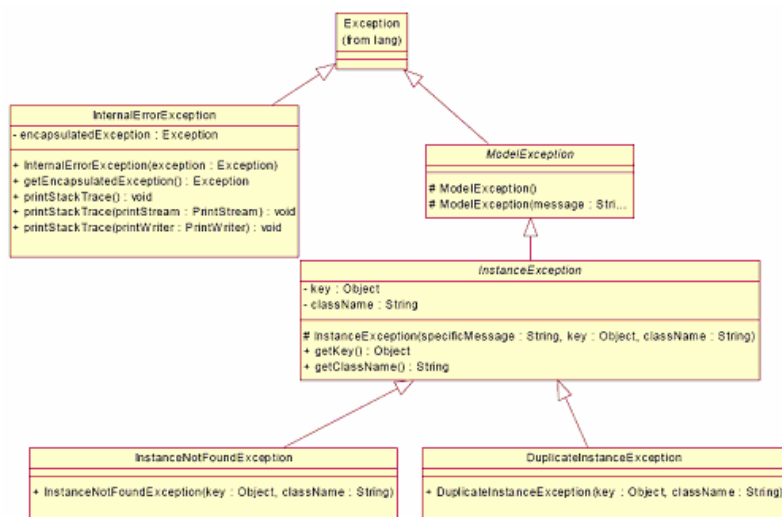 Exception
(from lang)
InternalErrorException
- encapsulatedException : Exception
+ InternalErrorException(exception : Exception)
+ getEncapsulatedException() : Exception
+ printStackTrace() : void
+ printStackTrace(printStream : PrintStream) : void
+ printStackTrace(printWriter : PrintWriter) : void
ModelException
# ModelException()
# ModelException(message : Stri...
InstanceException
- key : Object
- className : String
# InstanceException(specificMessage : String, key : Object, className : String)
+ getKey() : Object
+ getClassName() : String
InstanceNotFoundException
+ InstanceNotFoundException(key : Object, className : String)
DuplicateInstanceException
+ DuplicateInstanceException(key : Object, className : String)